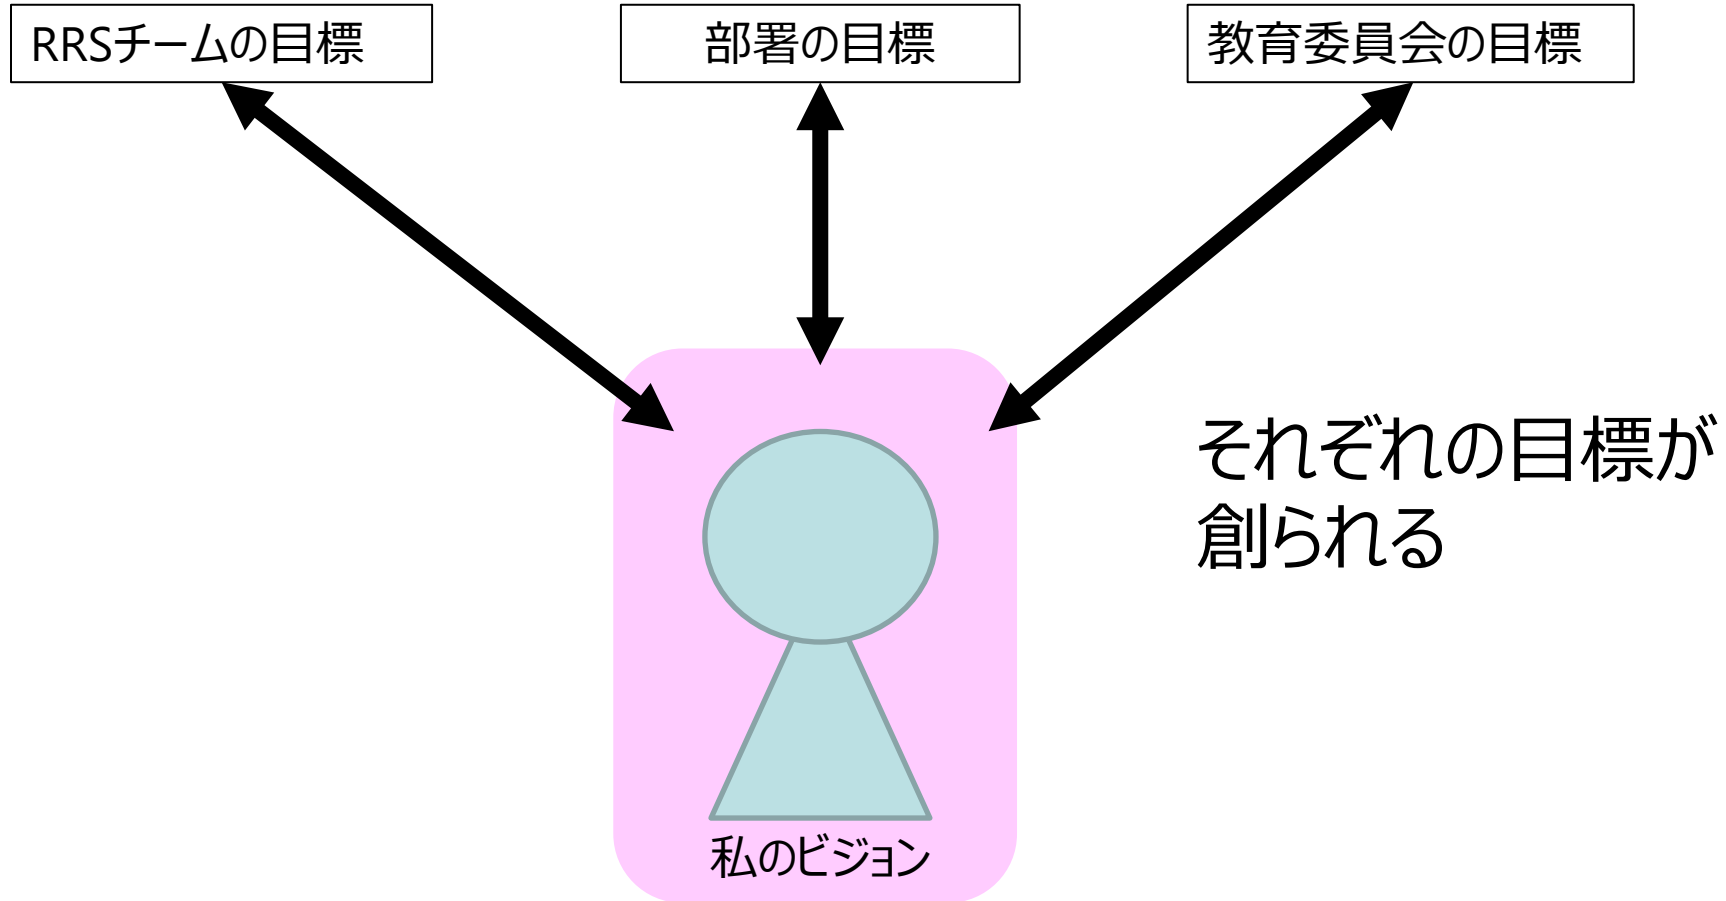 RRSチームの目標
部署の目標
教育委員会の目標
それぞれの目標が
創られる
私のビジョン